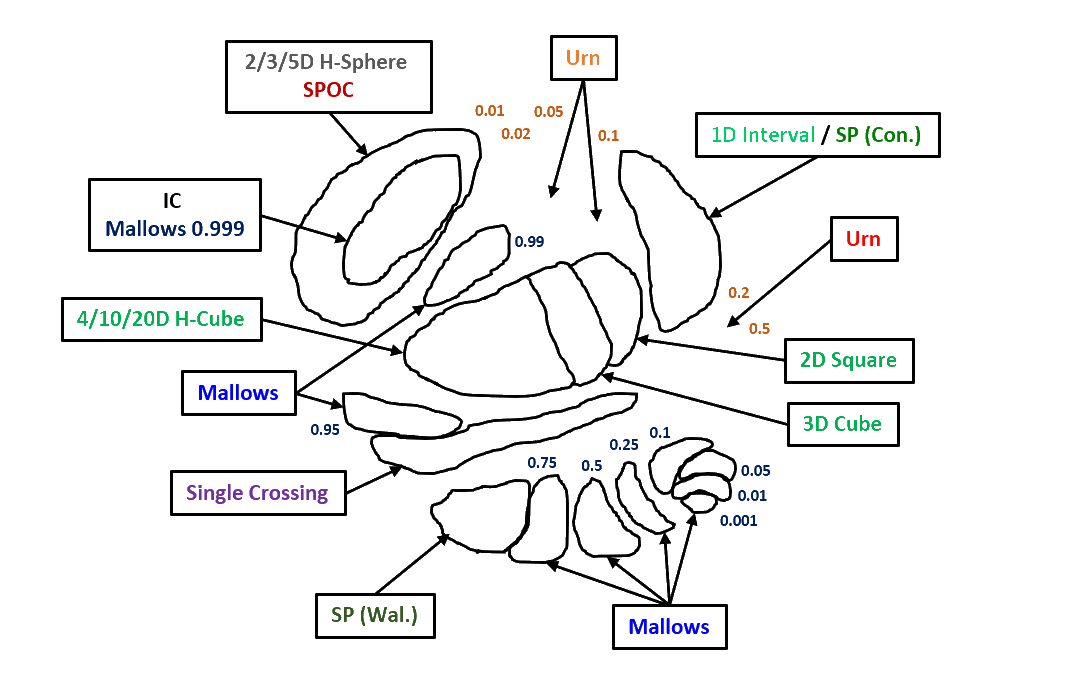 2/3/5D H-Sphere
SPOC
Urn
0.01
0.05
0.02
0.1
1D Interval / SP (Con.)
IC
Mallows 0.999
0.99
Urn
0.2
0.5
4/10/20D H-Cube
2D Square
Mallows
3D Cube
0.95
0.1
0.25
0.75
0.5
0.05
Single Crossing
0.01
0.001
SP (Wal.)
Mallows